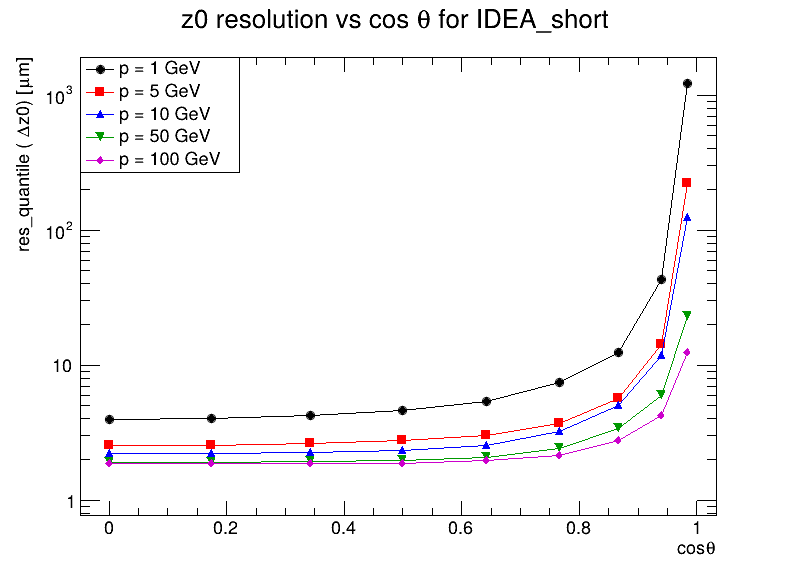 z0 resolution vs cos θ for IDEA_short
res_quantile ( Δz0) [μm]
p = 1 GeV
p = 5 GeV
p = 10 GeV
p = 50 GeV
p = 100 GeV
10³
10²
10
1
0 0.2 0.4 0.6 0.8 1
cosθ